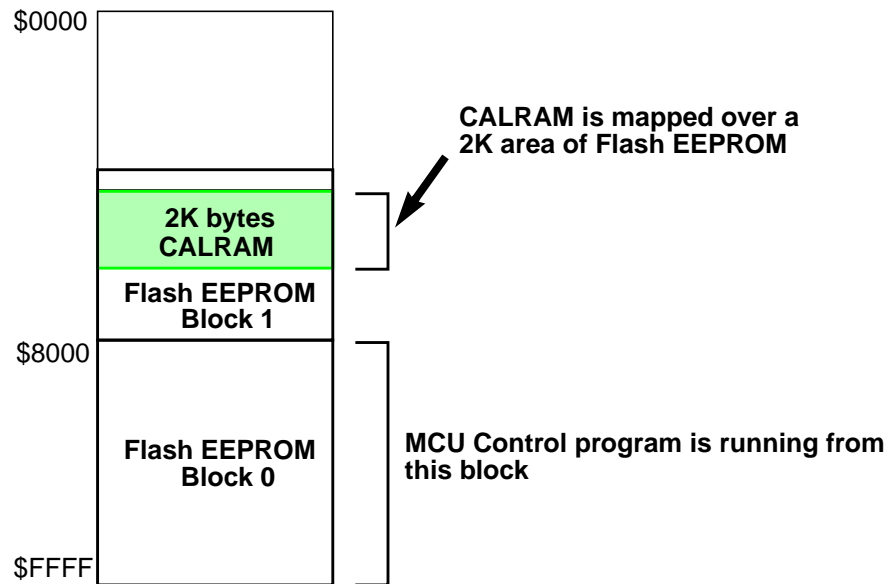 $0000
CALRAM is mapped over a
2K area of Flash EEPROM
2K bytes
CALRAM
Flash EEPROM
Block 1
$8000
Flash EEPROM
Block 0
MCU Control program is running from
this block
$FFFF